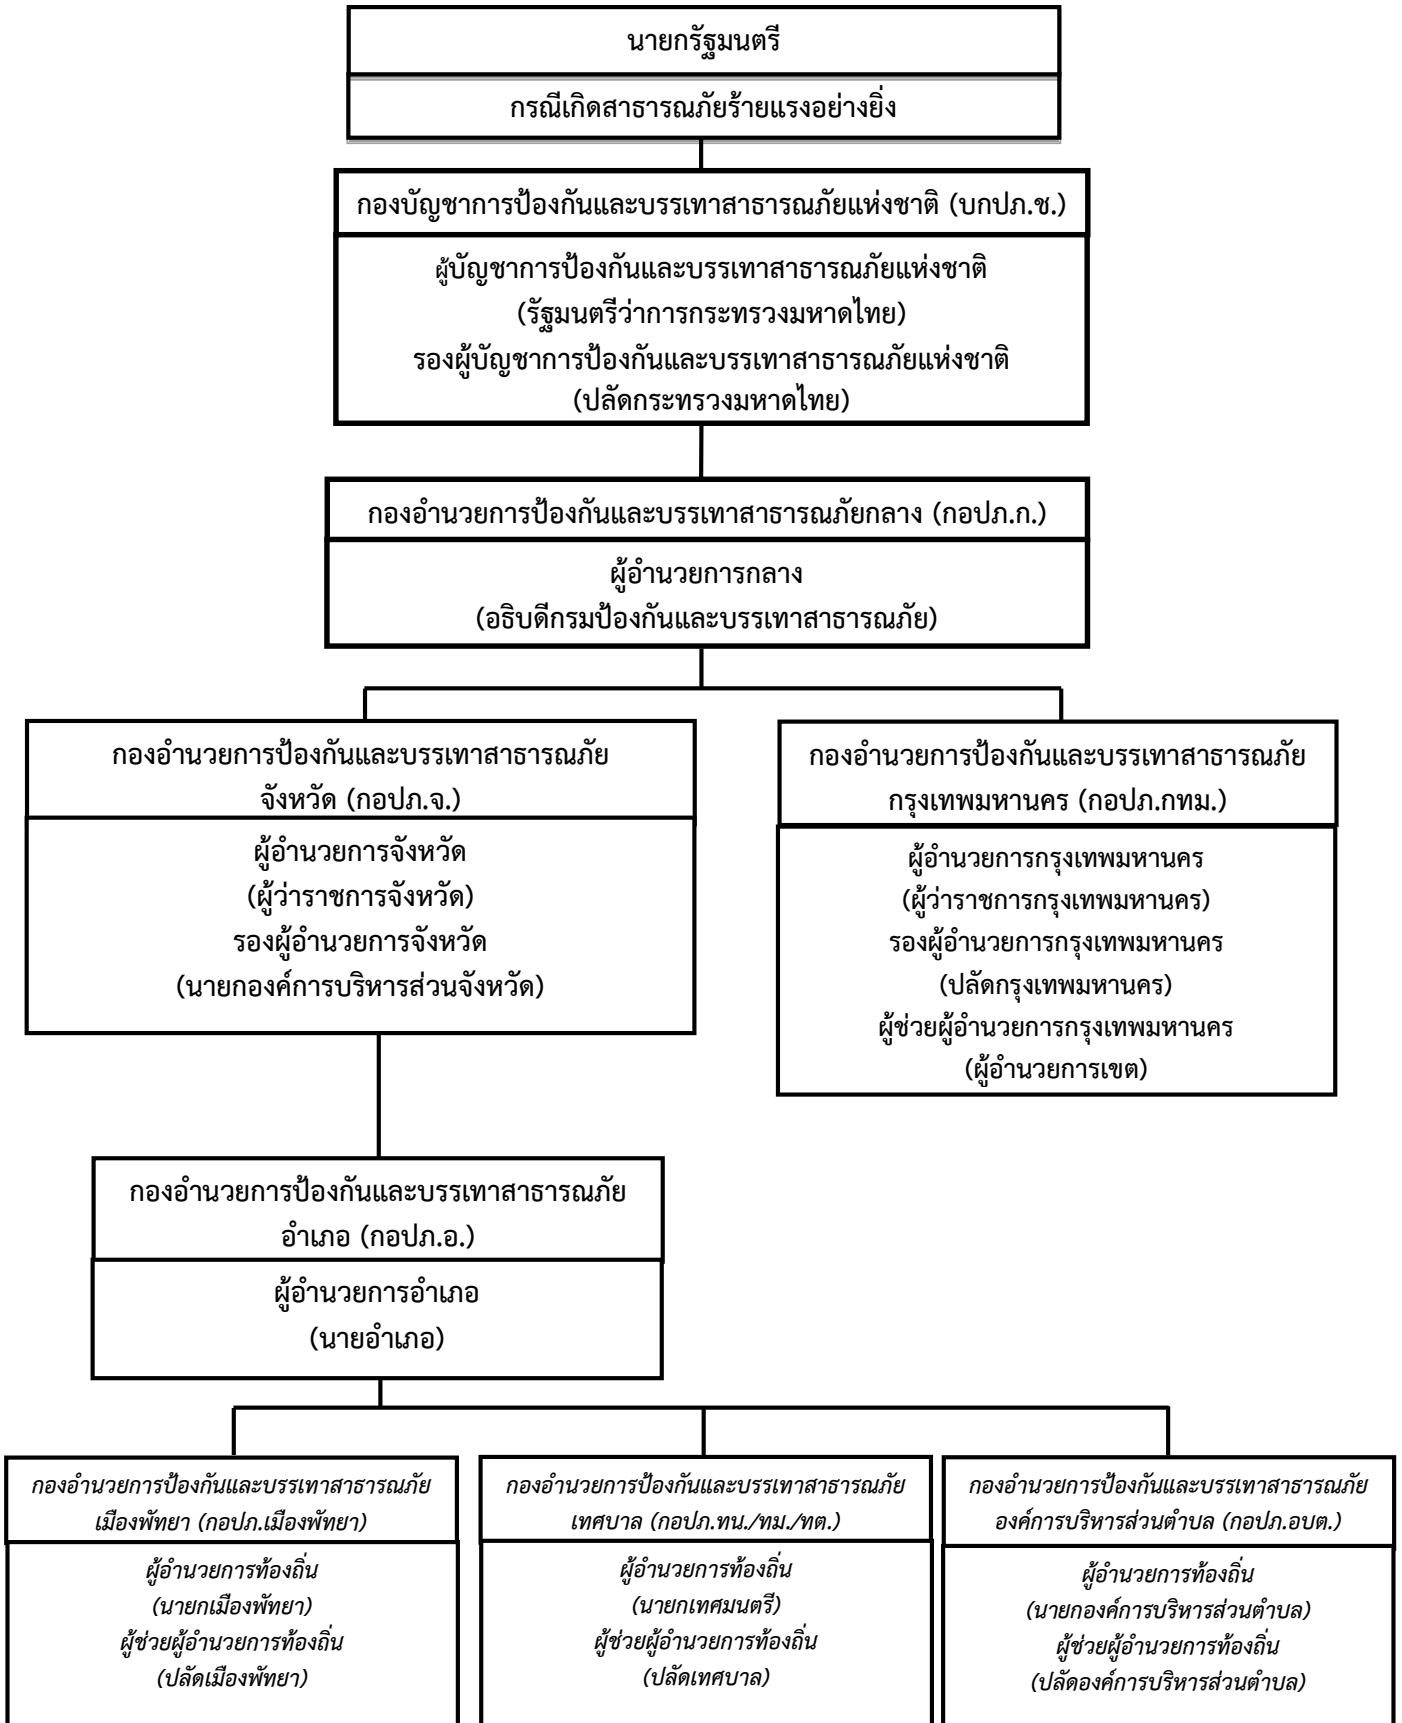 นายกรัฐมนตรี
กรณีเกิดสาธารณภัยร้ายแรงอย่างยิ่ง
กองบัญชาการป้องกันและบรรเทาสาธารณภัยแห่งชาติ (บกปภ.ช.)
ผู้บัญชาการป้องกันและบรรเทาสาธารณภัยแห่งชาติ
(รัฐมนตรีว่าการกระทรวงมหาดไทย)
รองผู้บัญชาการป้องกันและบรรเทาสาธารณภัยแห่งชาติ
(ปลัดกระทรวงมหาดไทย)
กองอำนวยการป้องกันและบรรเทาสาธารณภัยกลาง (กอปภ.ก.)
ผู้อำนวยการกลาง
(อธิบดีกรมป้องกันและบรรเทาสาธารณภัย)
กองอำนวยการป้องกันและบรรเทาสาธารณภัย
จังหวัด (กอปภ.จ.)
ผู้อำนวยการจังหวัด
(ผู้ว่าราชการจังหวัด)
รองผู้อำนวยการจังหวัด
(นายกองค์การบริหารส่วนจังหวัด)
กองอำนวยการป้องกันและบรรเทาสาธารณภัย
กรุงเทพมหานคร (กอปภ.กทม.)
ผู้อำนวยการกรุงเทพมหานคร
(ผู้ว่าราชการกรุงเทพมหานคร)
รองผู้อำนวยการกรุงเทพมหานคร
(ปลัดกรุงเทพมหานคร)
ผู้ช่วยผู้อำนวยการกรุงเทพมหานคร
(ผู้อำนวยการเขต)
กองอำนวยการป้องกันและบรรเทาสาธารณภัย
อำเภอ (กอปภ.อ.)
ผู้อำนวยการอำเภอ
(นายอำเภอ)
กองอำนวยการป้องกันและบรรเทาสาธารณภัย
เมืองพัทยา (กอปภ.เมืองพัทยา)
ผู้อำนวยการท้องถิ่น
(นายกเมืองพัทยา)
ผู้ช่วยผู้อำนวยการท้องถิ่น
(ปลัดเมืองพัทยา)
กองอำนวยการป้องกันและบรรเทาสาธารณภัย
เทศบาล (กอปภ.ทน./ทม./ทต.)
ผู้อำนวยการท้องถิ่น
(นายกเทศมนตรี)
ผู้ช่วยผู้อำนวยการท้องถิ่น
(ปลัดเทศบาล)
กองอำนวยการป้องกันและบรรเทาสาธารณภัย
องค์การบริหารส่วนตำบล (กอปภ.อบต.)
ผู้อำนวยการท้องถิ่น
(นายกองค์การบริหารส่วนตำบล)
ผู้ช่วยผู้อำนวยการท้องถิ่น
(ปลัดองค์การบริหารส่วนตำบล)